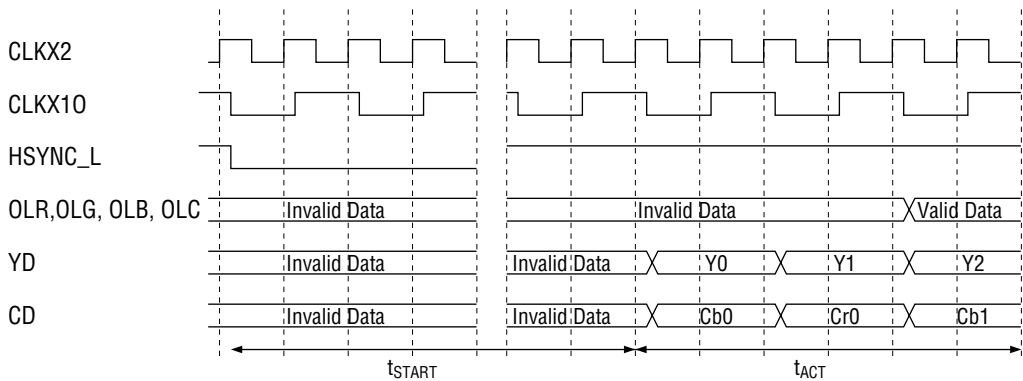 CLKX2
CLKX1O
HSYNC_L
OLR,OLG, OLB, OLC Invalid Data Invalid Data Valid Data
YD Invalid Data Invalid Data Y0 Y1 Y2
CD Invalid Data Invalid Data Cb0 Cr0 Cb1
tSTART tACT